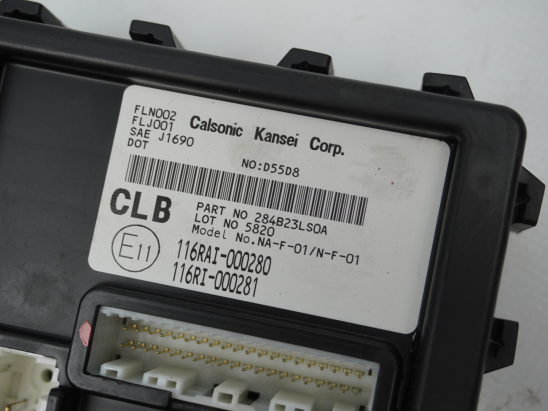 FLN002
FLJ001
SAE J1690
DOT
Calsonic Kansei Corp.
NO:D55D8
CLB
PART NO 284B23LS0A
LOT NO 5820
Model No.NA-F-01/N-F-01
E11
116RAI-000280
116RI-000281